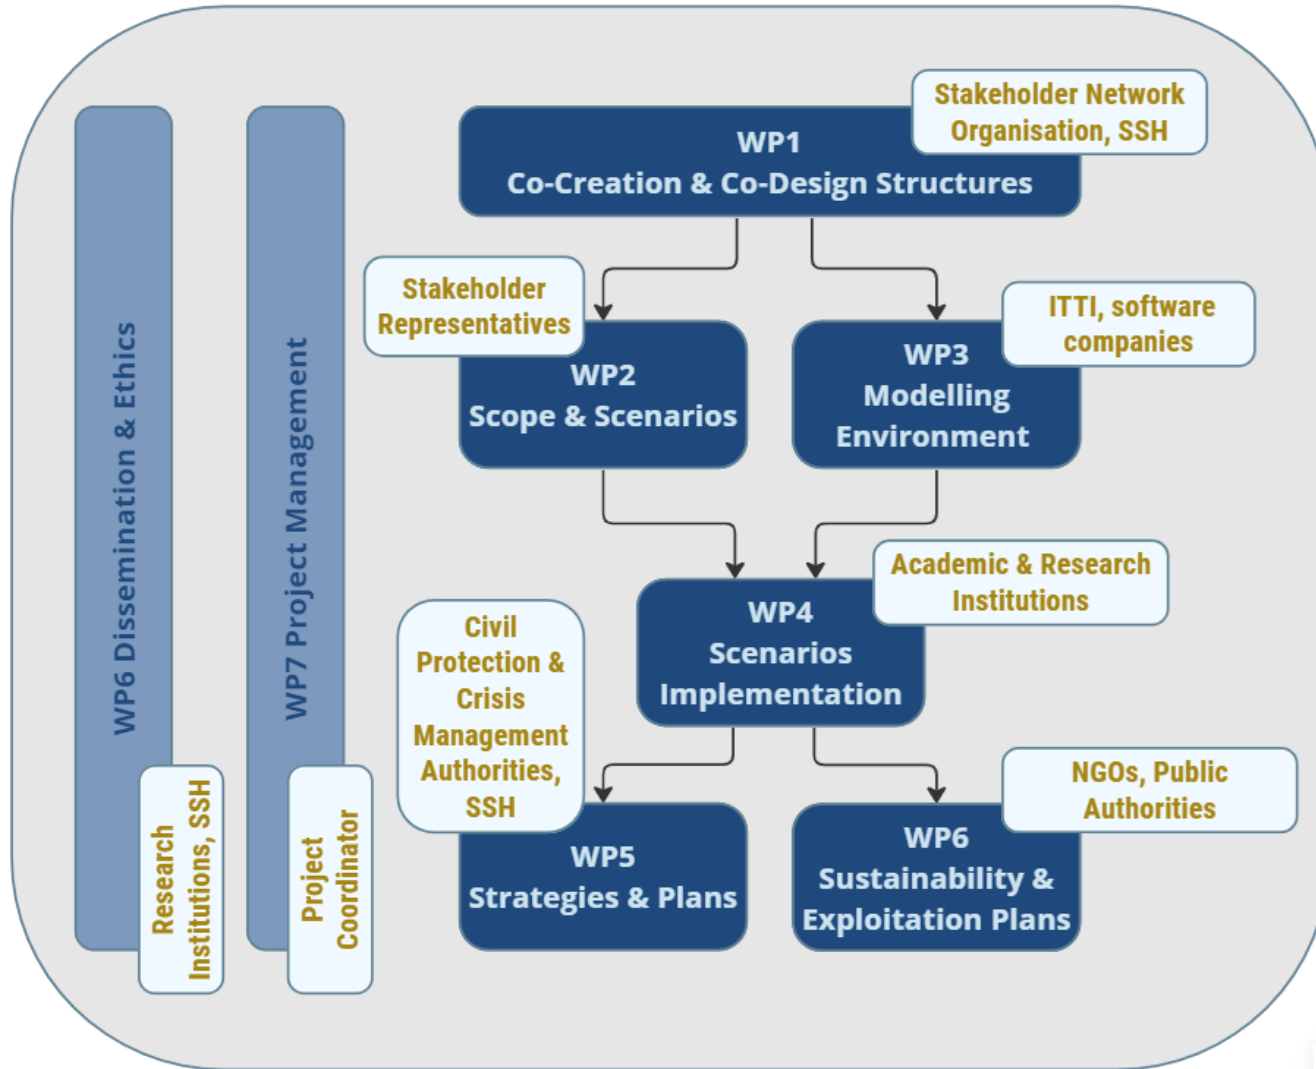 WP6 Dissemination & Ethics
Research
Institutions, SSH
WP7 Project Management
Project
Coordinator
Stakeholder Network
Organisation, SSH
WP1
Co-Creation & Co-Design Structures
Stakeholder
Representatives
WP2
Scope & Scenarios
ITTI, software
companies
WP3
Modelling
Environment
Academic & Research
Institutions
WP4
Scenarios
Implementation
Civil
Protection &
Crisis
Management
Authorities,
SSH
WP5
Strategies & Plans
NGOs, Public
Authorities
WP6
Sustainability &
Exploitation Plans